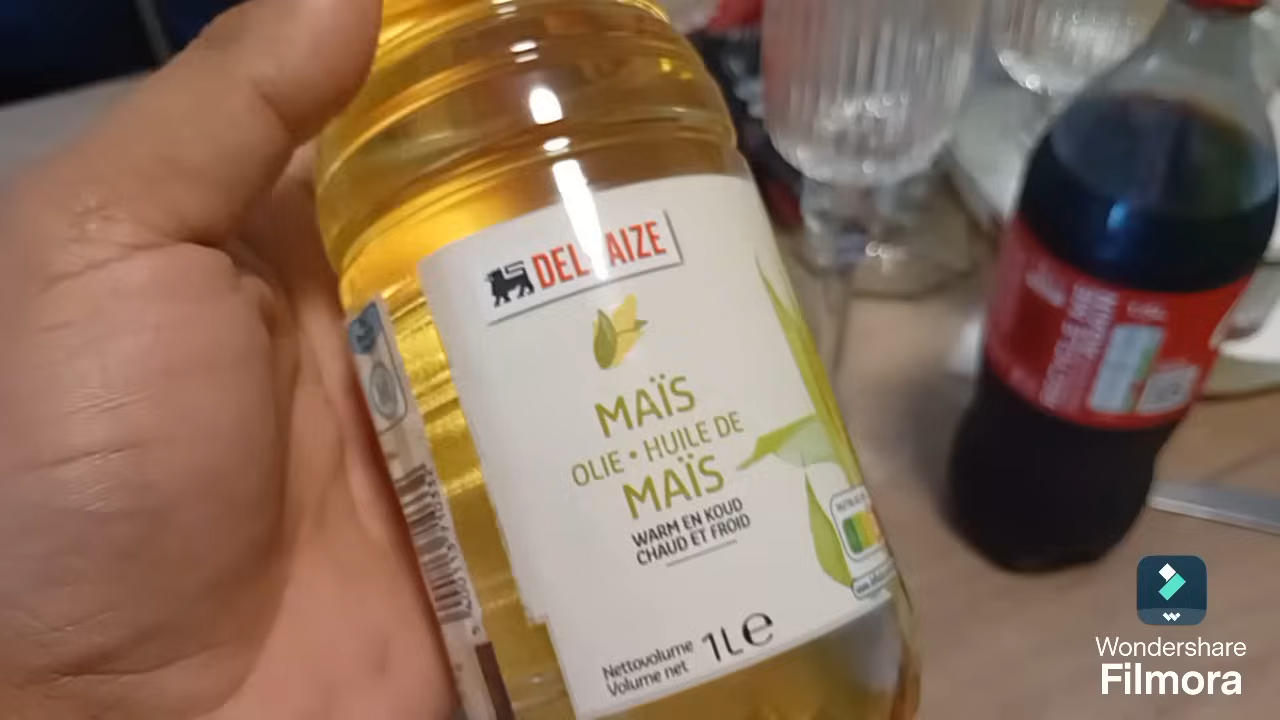 DELHAIZE
MAÏS
OLIE • HUILE DE
MAÏS
WARM EN KOUD
CHAUD ET FROID
Nettovolume
Volume net
1L e
Wondershare
Filmora